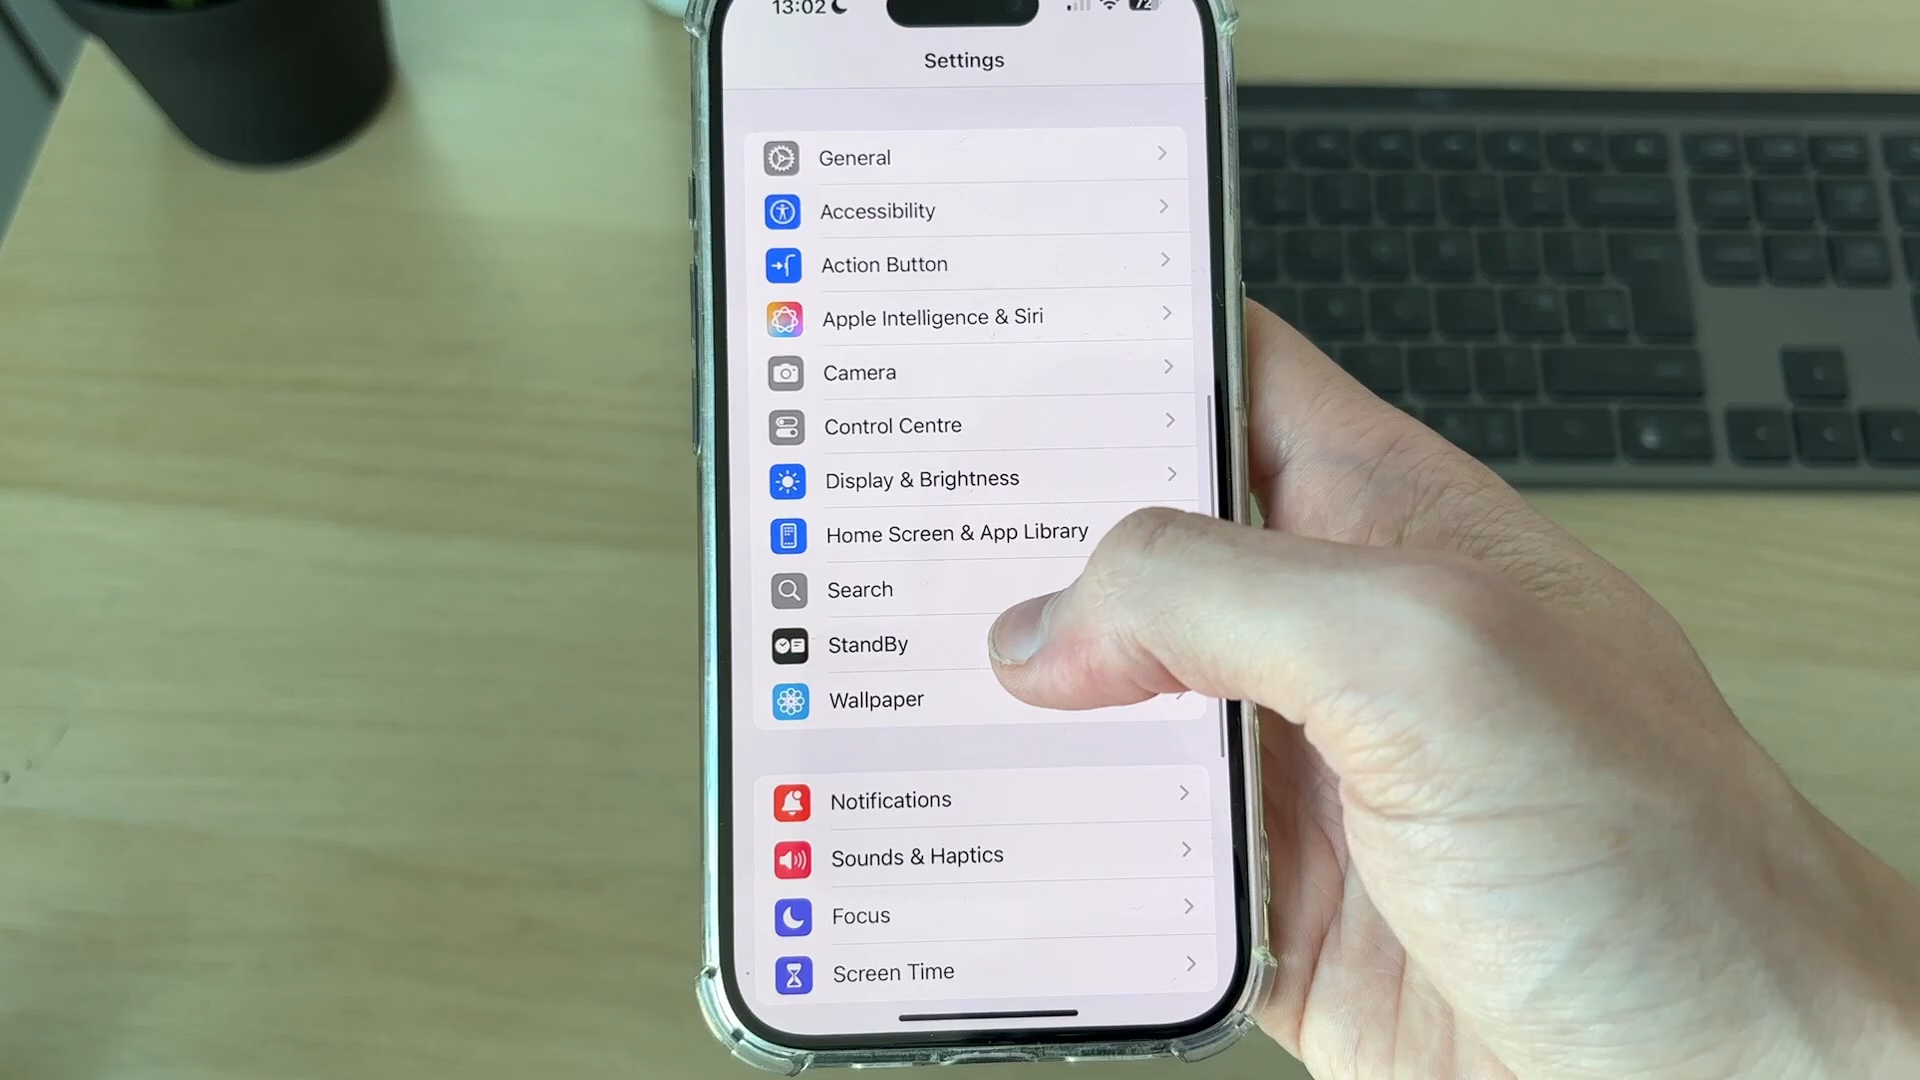 13:02
72
Settings
General
Accessibility
Action Button
Apple Intelligence & Siri
Camera
Control Centre
Display & Brightness
Home Screen & App Library
Search
StandBy
Wallpaper
Notifications
Sounds & Haptics
Focus
Screen Time